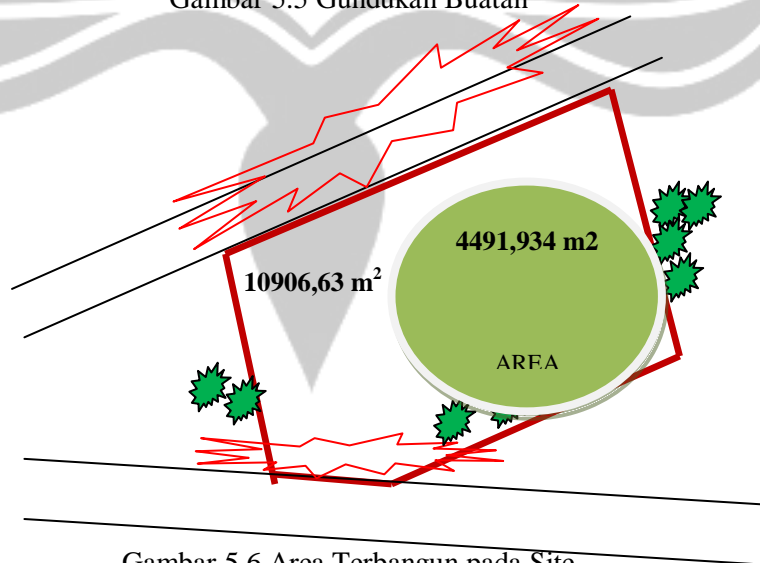 Gambar 5.5 Gundukan Buatan
4491,934 m2
10906,63 m²
AREA
Gambar 5.6 Area Terbangun pada Site